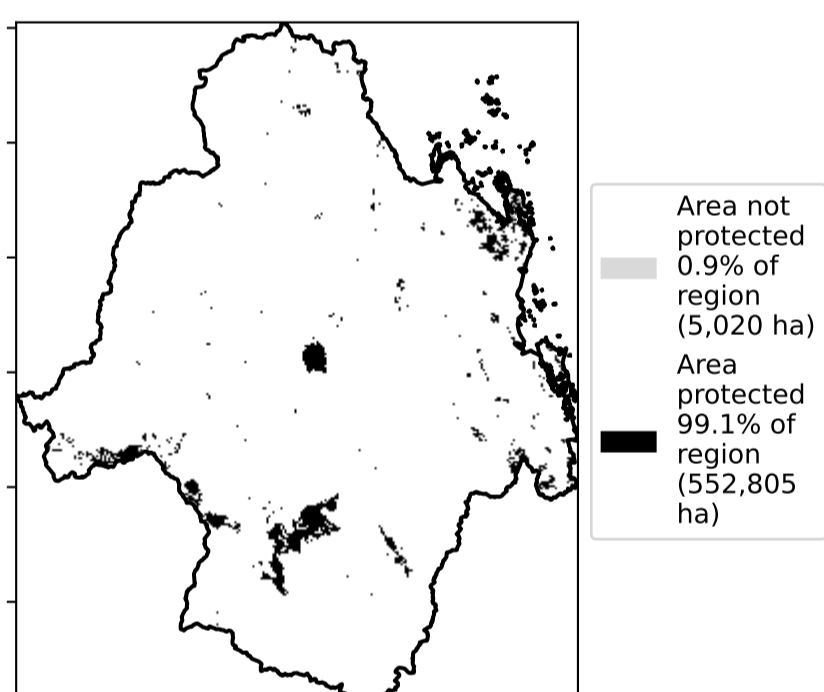 Area not
protected
0.9% of
region
(5,020 ha)
Area
protected
99.1% of
region
(552,805
ha)